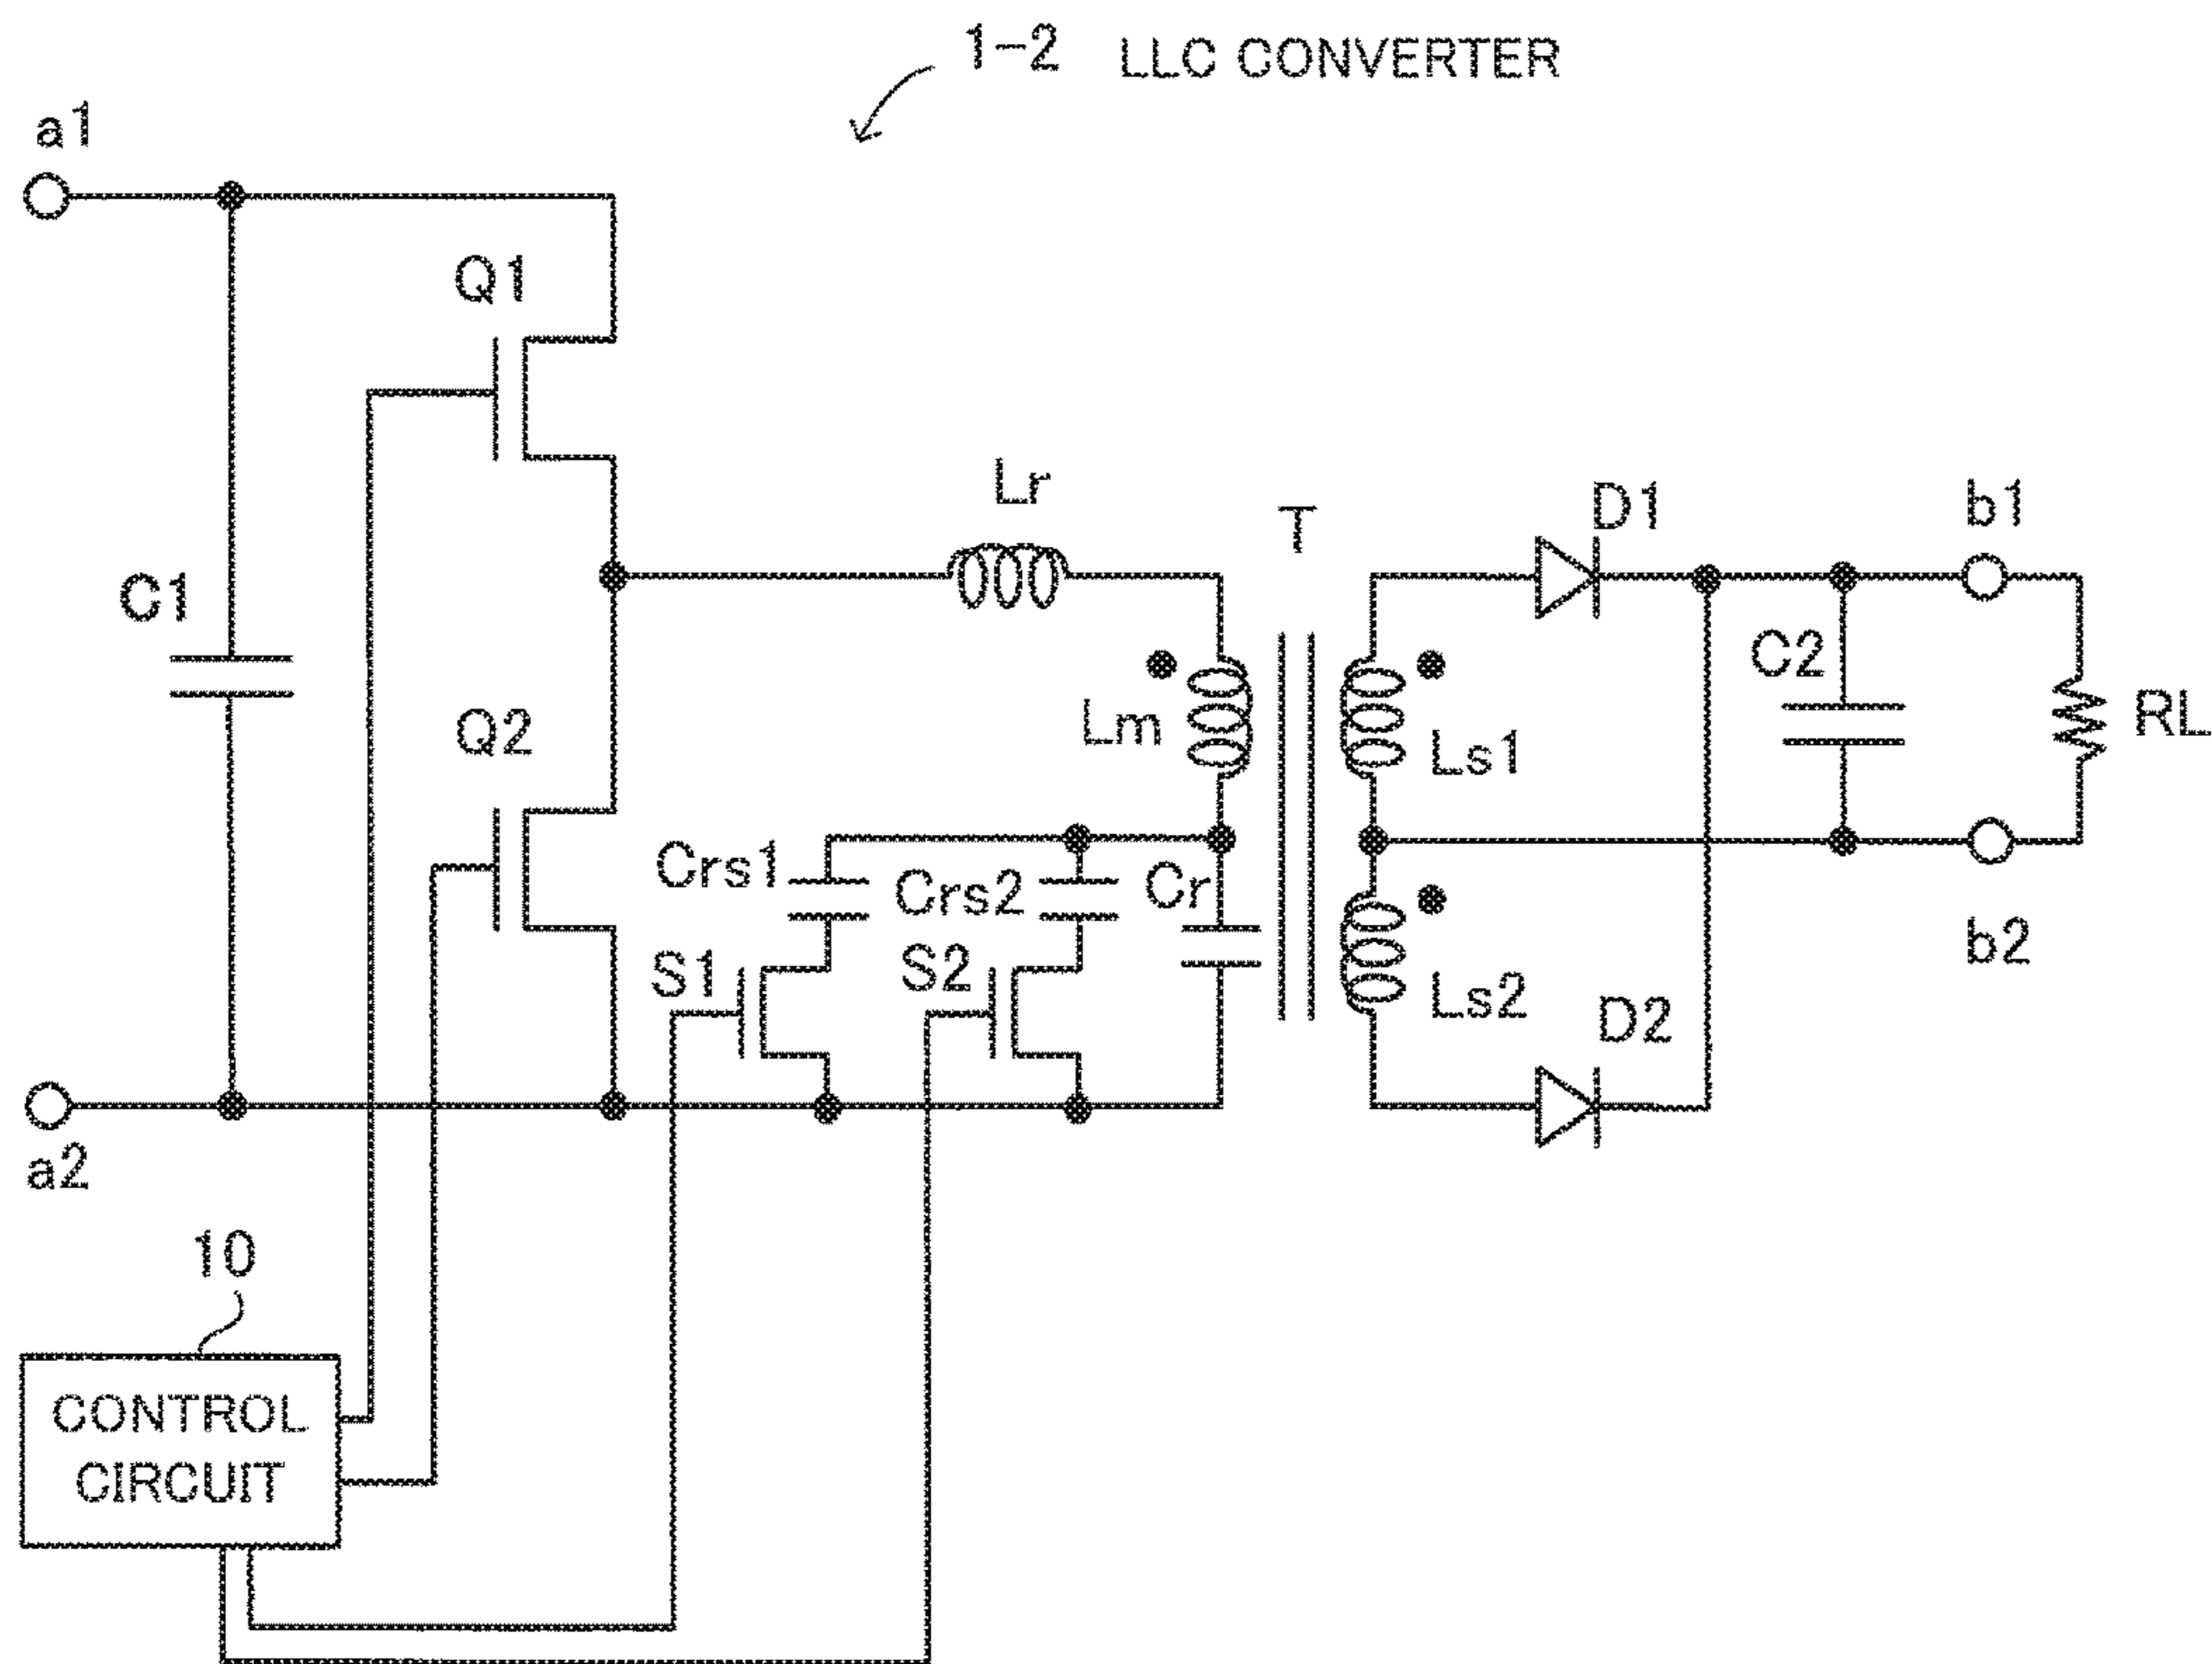 1-2 LLC CONVERTER
a1
Q1
Lr
T
D1
b1
C1
C2
RL
Q2
Lm
Ls1
Crs1
Crs2
Cr
S1
S2
Ls2
D2
b2
a2
10
CONTROL
CIRCUIT